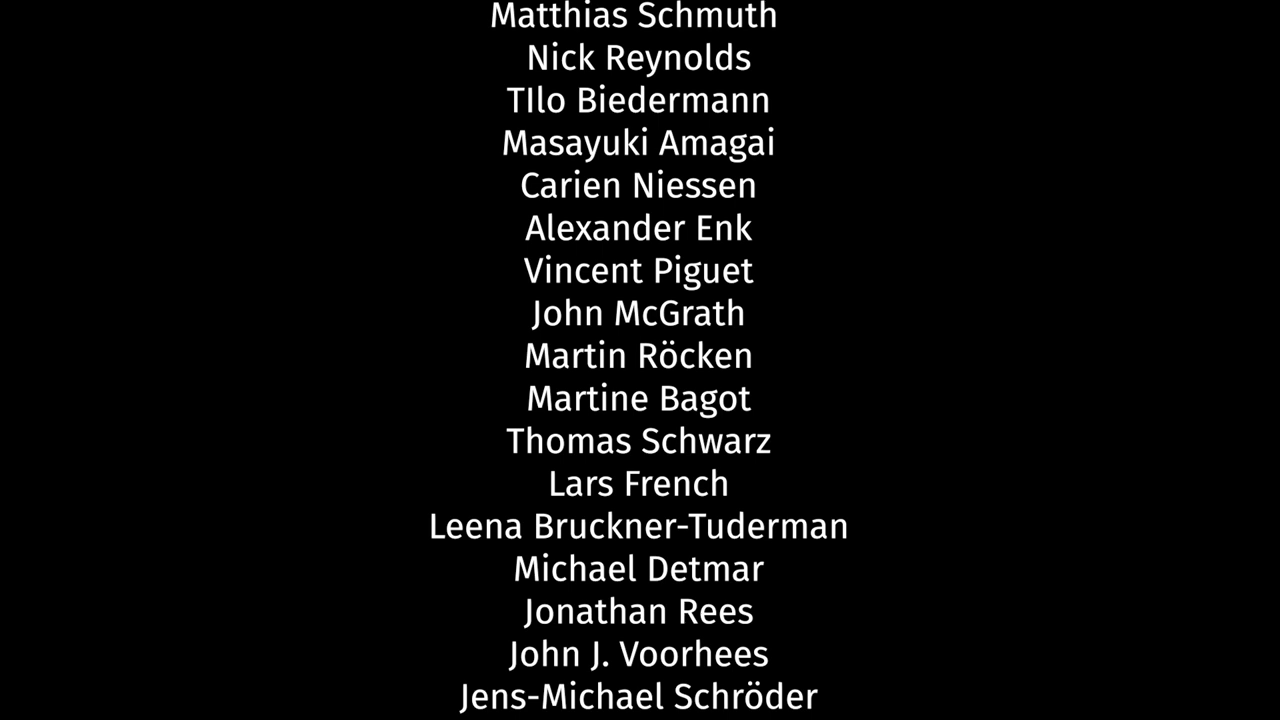 Matthias Schmuth
Nick Reynolds
TIlo Biedermann
Masayuki Amagai
Carien Niessen
Alexander Enk
Vincent Piguet
John McGrath
Martin Röcken
Martine Bagot
Thomas Schwarz
Lars French
Leena Bruckner-Tuderman
Michael Detmar
Jonathan Rees
John J. Voorhees
Jens-Michael Schröder